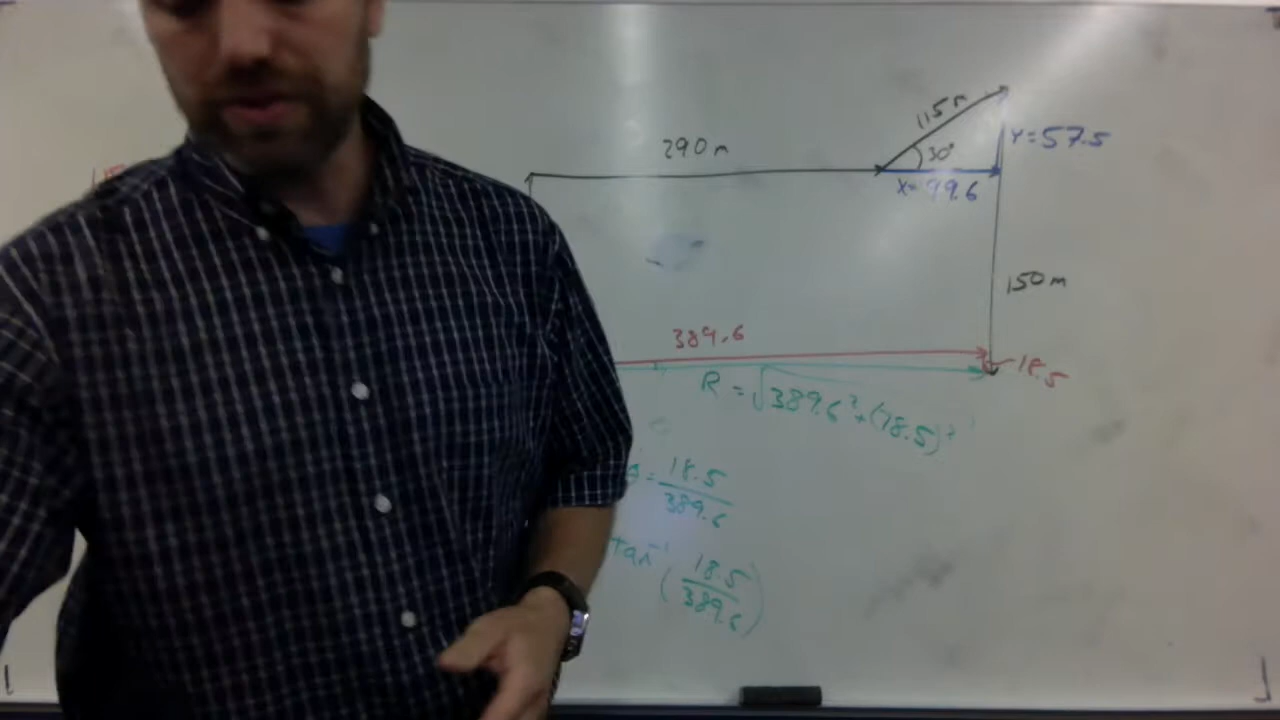 115 m
290 m
30°
Y=57.5
X=99.6
150 m
389.6
-18.5
R = √389.6² + (18.5)²
θ = 18.5
389.6
tan⁻¹
(18.5
389.6)